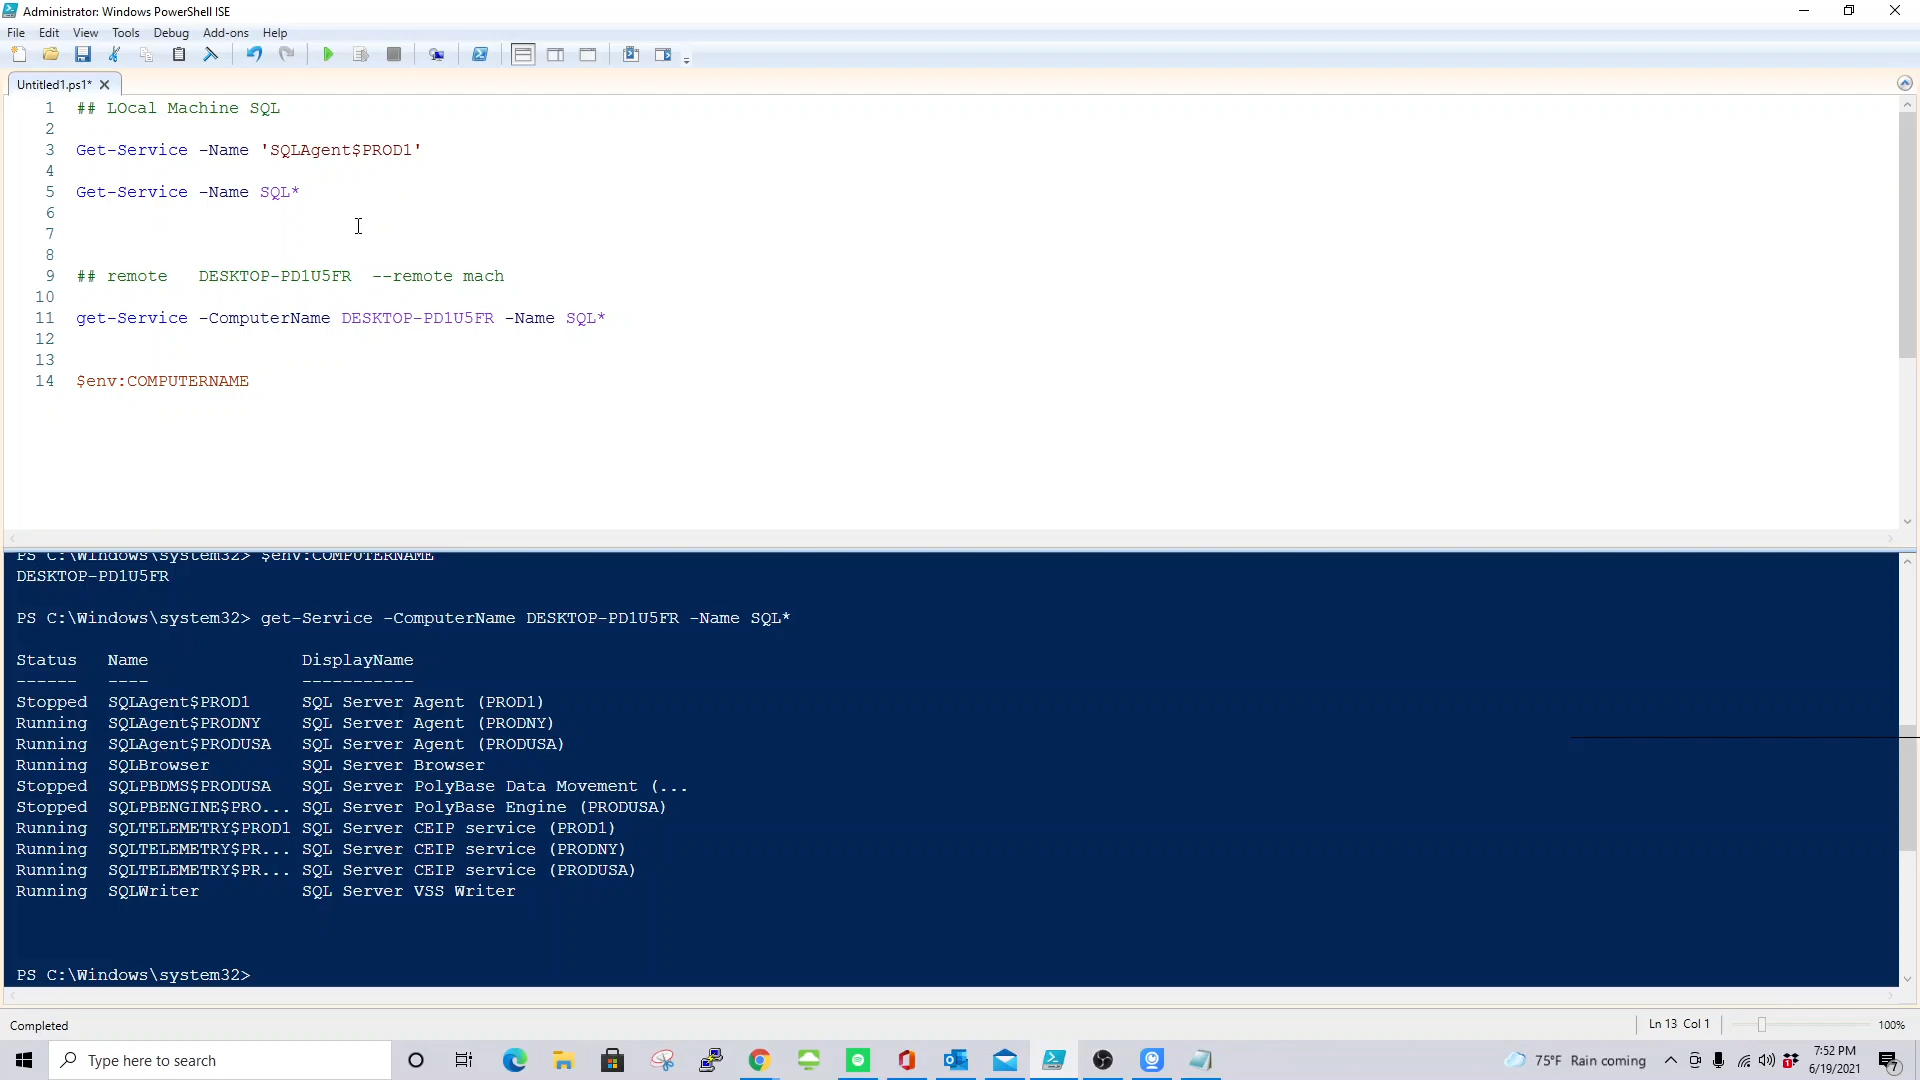 Administrator: Windows PowerShell ISE
File Edit View Tools Debug Add-ons Help
Untitled1.ps1*
1 ## LOcal Machine SQL
2
3 Get-Service -Name 'SQLAgent$PROD1'
4
5 Get-Service -Name SQL*
6
7
8
9 ## remote   DESKTOP-PD1U5FR  --remote mach
10
11 get-Service -ComputerName DESKTOP-PD1U5FR -Name SQL*
12
13
14 $env:COMPUTERNAME
PS C:\Windows\system32> $env:COMPUTERNAME
DESKTOP-PD1U5FR
PS C:\Windows\system32> get-Service -ComputerName DESKTOP-PD1U5FR -Name SQL*
Status   Name               DisplayName
------   ----               -----------
Stopped  SQLAgent$PROD1     SQL Server Agent (PROD1)
Running  SQLAgent$PRODNY    SQL Server Agent (PRODNY)
Running  SQLAgent$PRODUSA   SQL Server Agent (PRODUSA)
Running  SQLBrowser         SQL Server Browser
Stopped  SQLPBDMS$PRODUSA   SQL Server PolyBase Data Movement (...
Stopped  SQLPBENGINE$PRO... SQL Server PolyBase Engine (PRODUSA)
Running  SQLTELEMETRY$PROD1 SQL Server CEIP service (PROD1)
Running  SQLTELEMETRY$PR... SQL Server CEIP service (PRODNY)
Running  SQLTELEMETRY$PR... SQL Server CEIP service (PRODUSA)
Running  SQLWriter          SQL Server VSS Writer
PS C:\Windows\system32>
Completed
Ln 13 Col 1
100%
Type here to search
75°F Rain coming
7:52 PM
6/19/2021
7